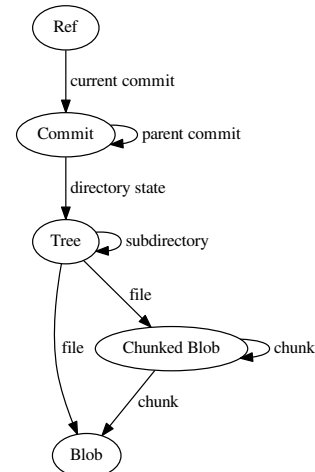 Ref
current commit
Commit
parent commit
directory state
Tree
subdirectory
file
file
Chunked Blob
chunk
chunk
Blob